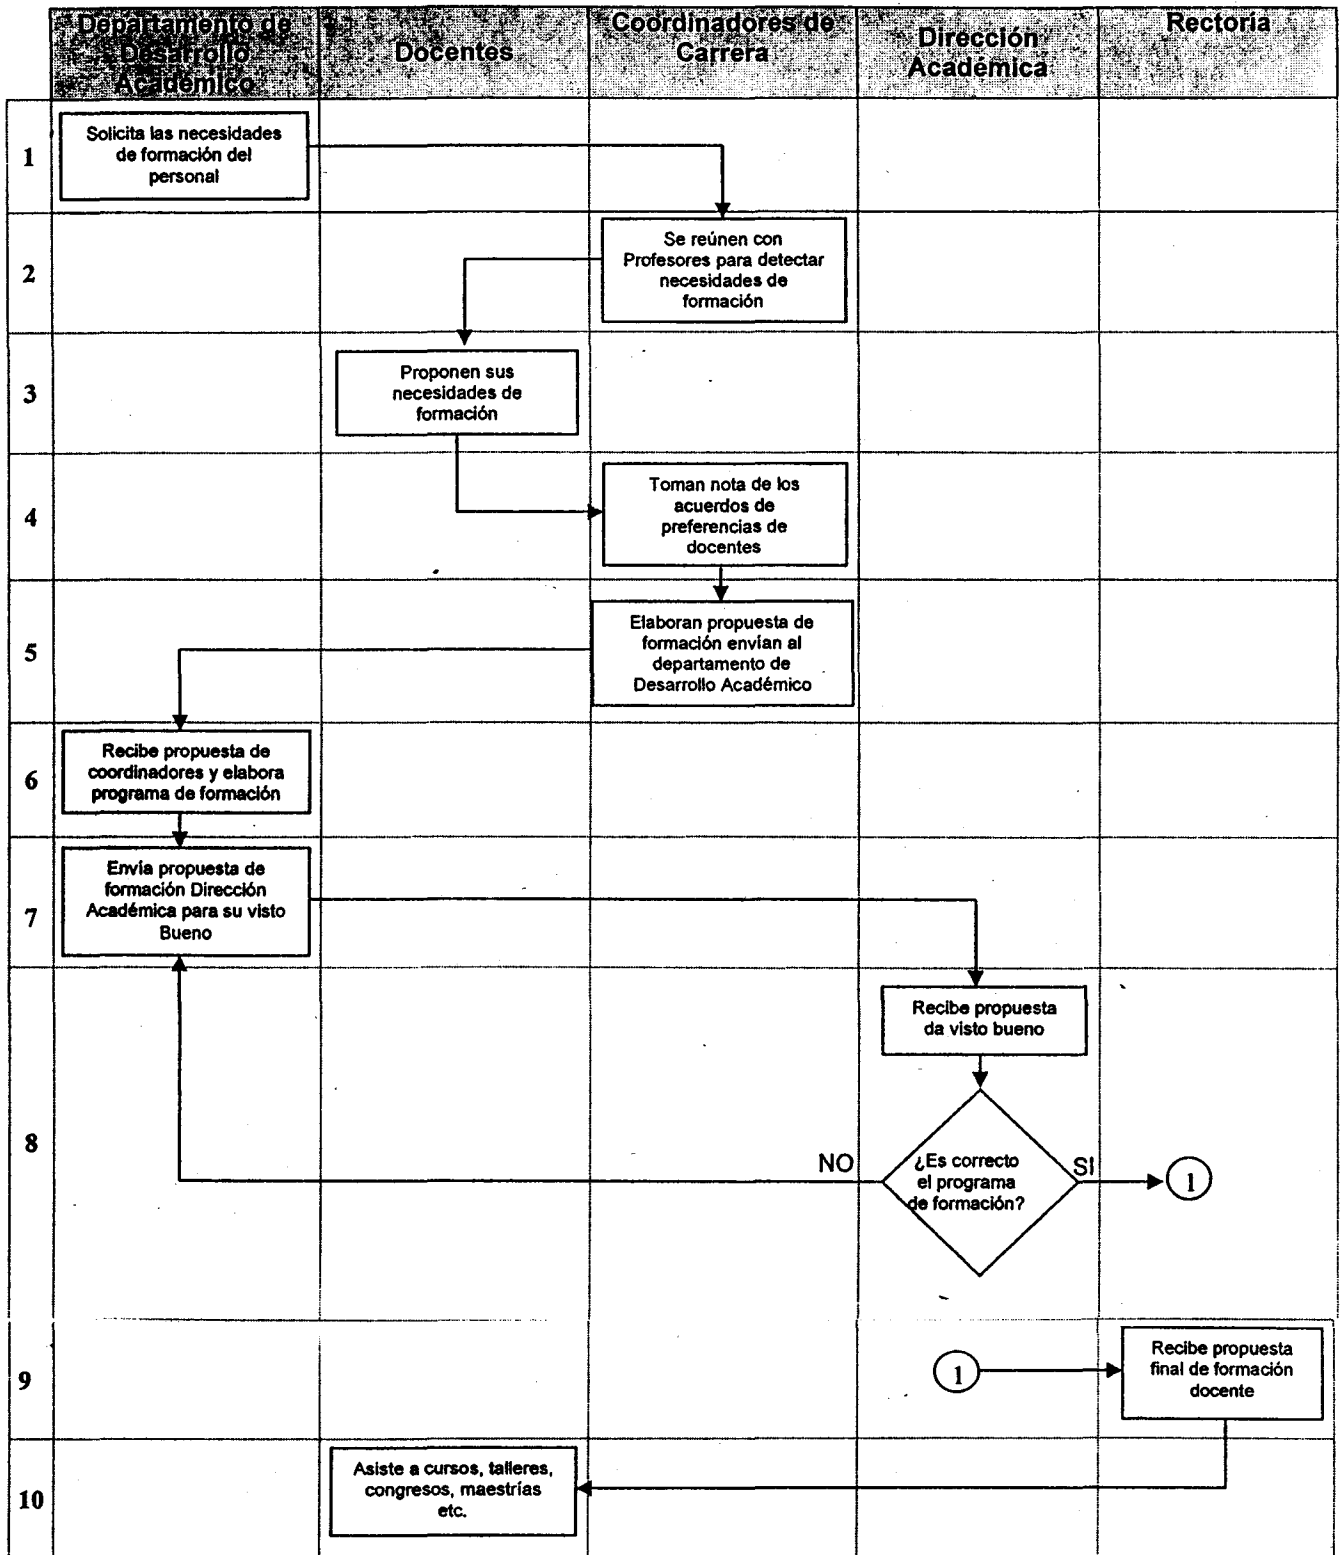 Departamento de
Desarrollo
Académico
Docentes
Coordinadores de
Carrera
Dirección
Académica
Rectoría
1
Solicita las necesidades
de formación del
personal
2
Se reúnen con
Profesores para detectar
necesidades de
formación
3
Proponen sus
necesidades de
formación
4
Toman nota de los
acuerdos de
preferencias de
docentes
5
Elaboran propuesta de
formación envían al
departamento de
Desarrollo Académico
6
Recibe propuesta de
coordinadores y elabora
programa de formación
7
Envía propuesta de
formación Dirección
Académica para su visto
Bueno
8
Recibe propuesta
da visto bueno
NO
¿Es correcto
el programa
de formación?
SI
1
9
1
Recibe propuesta
final de formación
docente
10
Asiste a cursos, talleres,
congresos, maestrías
etc.